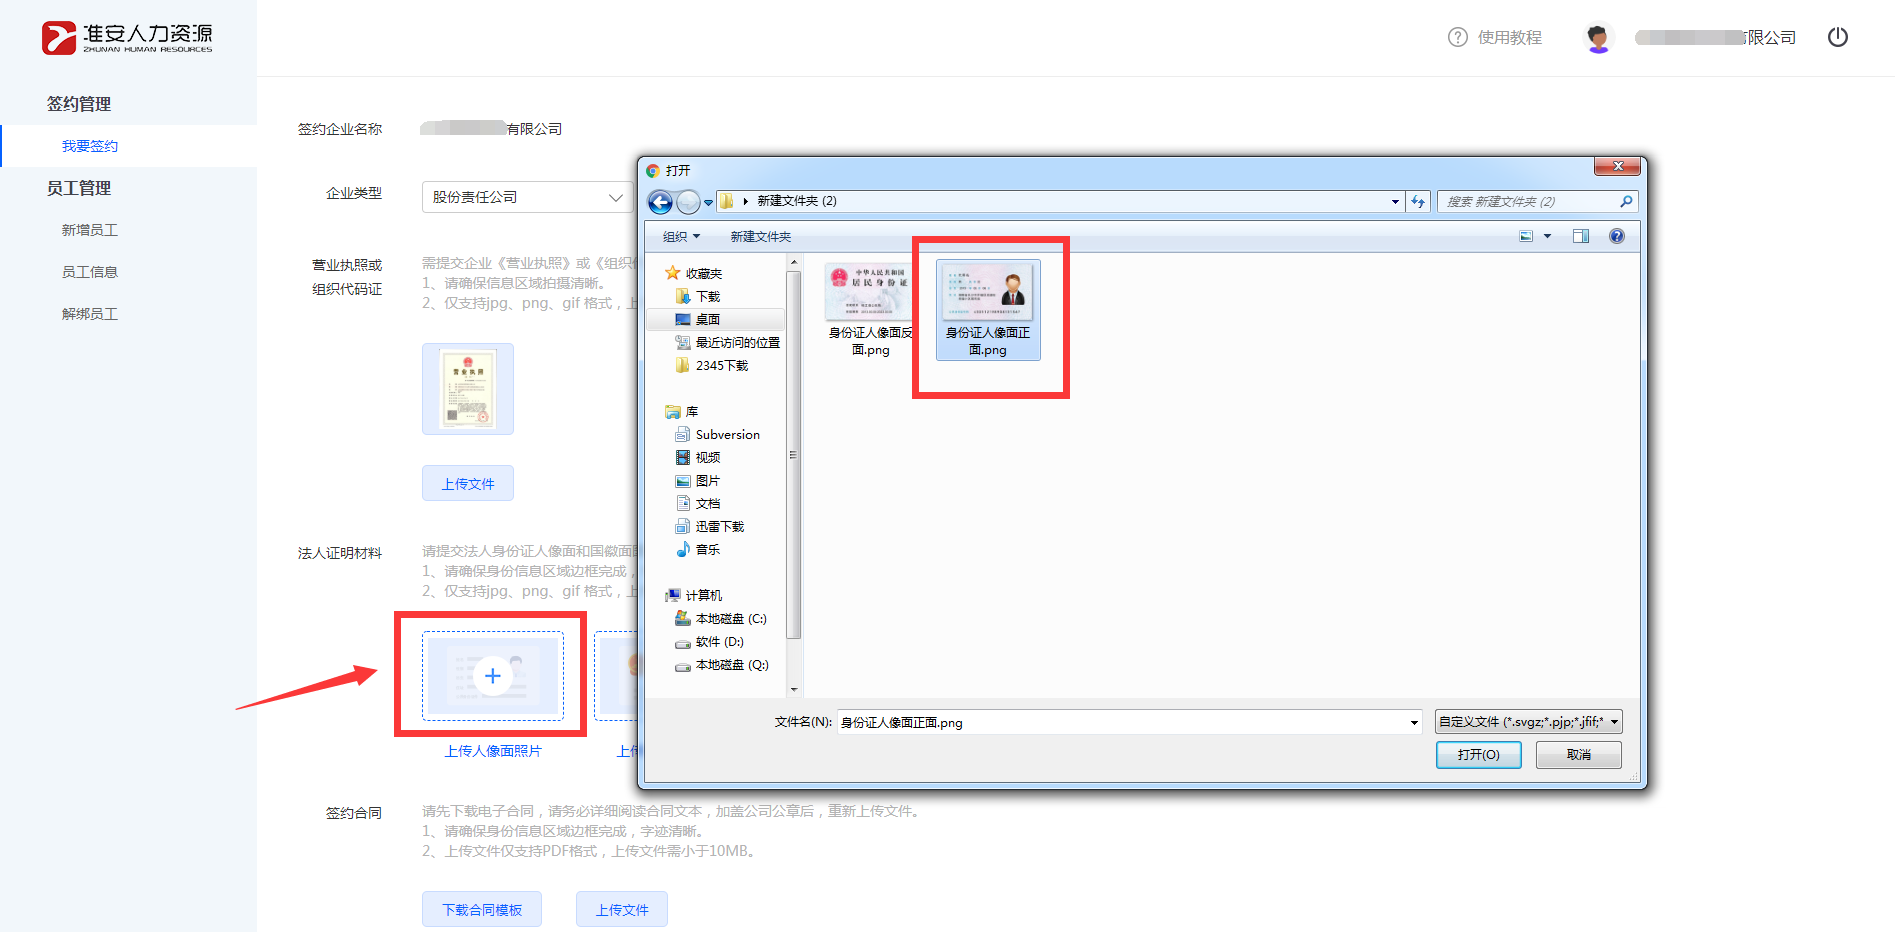 准安人力资源
ZHUNAN HUMAN RESOURCES
使用教程
有限公司
签约管理
我要签约
员工管理
新增员工
员工信息
解绑员工
签约企业名称
有限公司
企业类型
股份责任公司
营业执照或
组织代码证
需提交企业《营业执照》或《组织
1、请确保信息区域拍摄清晰。
2、仅支持jpg、png、gif 格式，上
营业执照
上传文件
法人证明材料
请提交法人身份证人像面和国徽面
1、请确保身份信息区域边框完成，
2、仅支持jpg、png、gif 格式，上
上传人像面照片
上传
签约合同
请先下载电子合同，请务必详细阅读合同文本，加盖公司公章后，重新上传文件。
1、请确保身份信息区域边框完成，字迹清晰。
2、上传文件仅支持PDF格式，上传文件需小于10MB。
下载合同模板
上传文件
打开
新建文件夹 (2)
搜索 新建文件夹 (2)
组织
新建文件夹
收藏夹
下载
桌面
最近访问的位置
2345下载
库
Subversion
视频
图片
文档
迅雷下载
音乐
计算机
本地磁盘 (C:)
软件 (D:)
本地磁盘 (Q:)
中华人民共和国
居民身份证
身份证人像面反
面.png
身份证人像面正
面.png
文件名(N):
身份证人像面正面.png
自定义文件 (*.svgz;*.pjp;*.jfif;*
打开(O)
取消